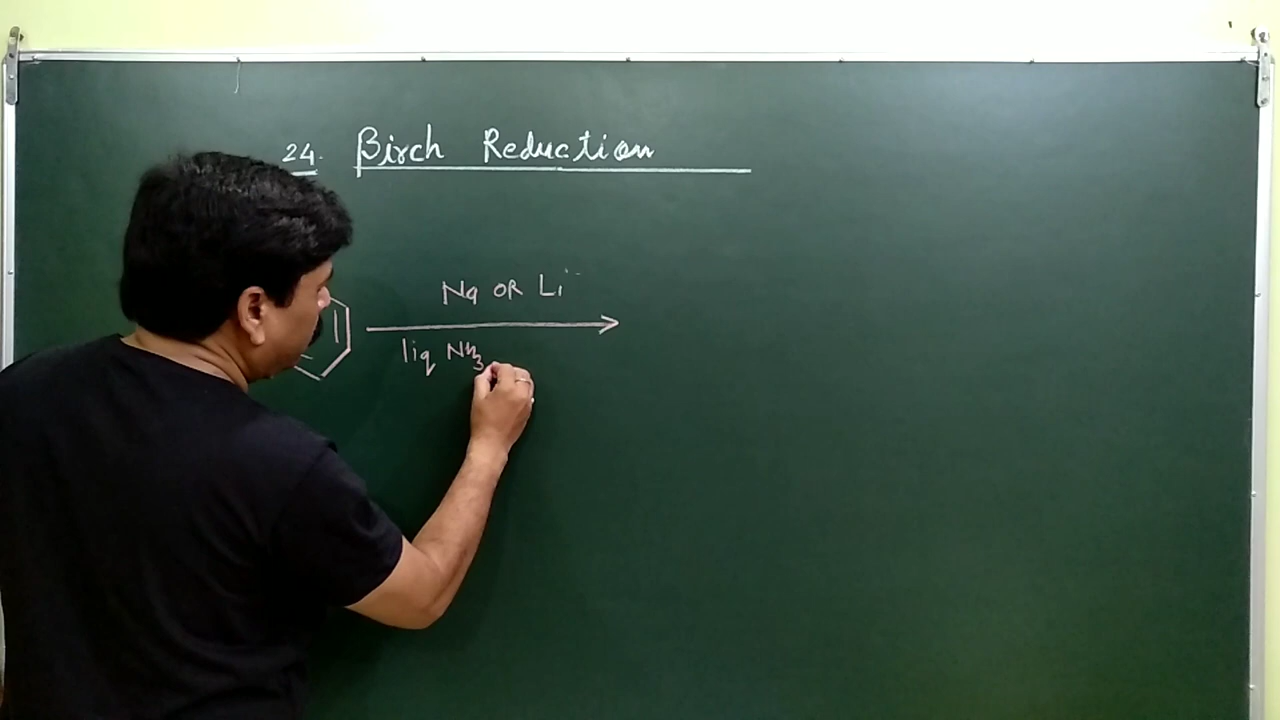 24. Birch Reduction
Na OR Li
liq NH3